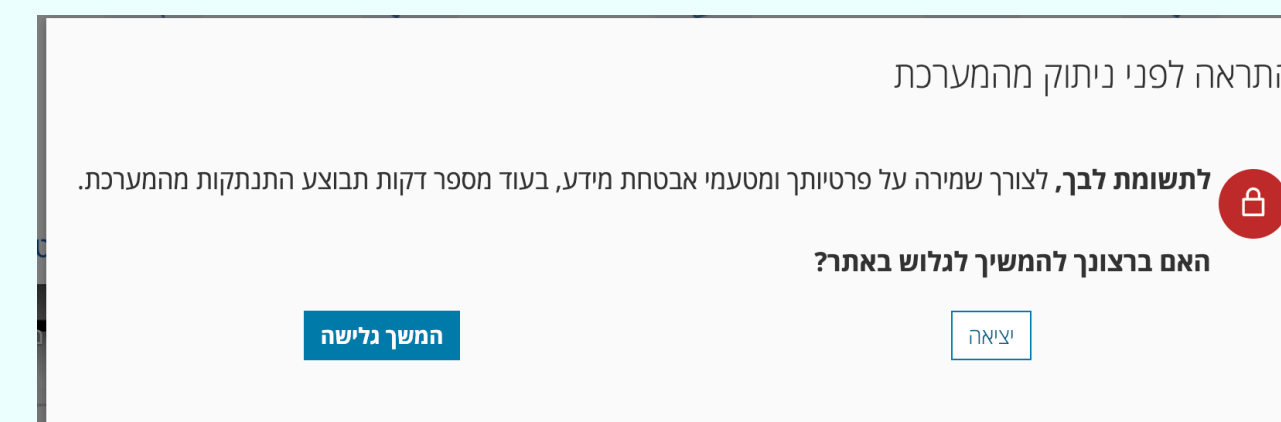 התראה לפני ניתוק מהמערכת
לתשומת לבך, לצורך שמירה על פרטיותך ומטעמי אבטחת מידע, בעוד מספר דקות תבוצע התנתקות מהמערכת.
האם ברצונך להמשיך לגלוש באתר?
יציאה
המשך גלישה